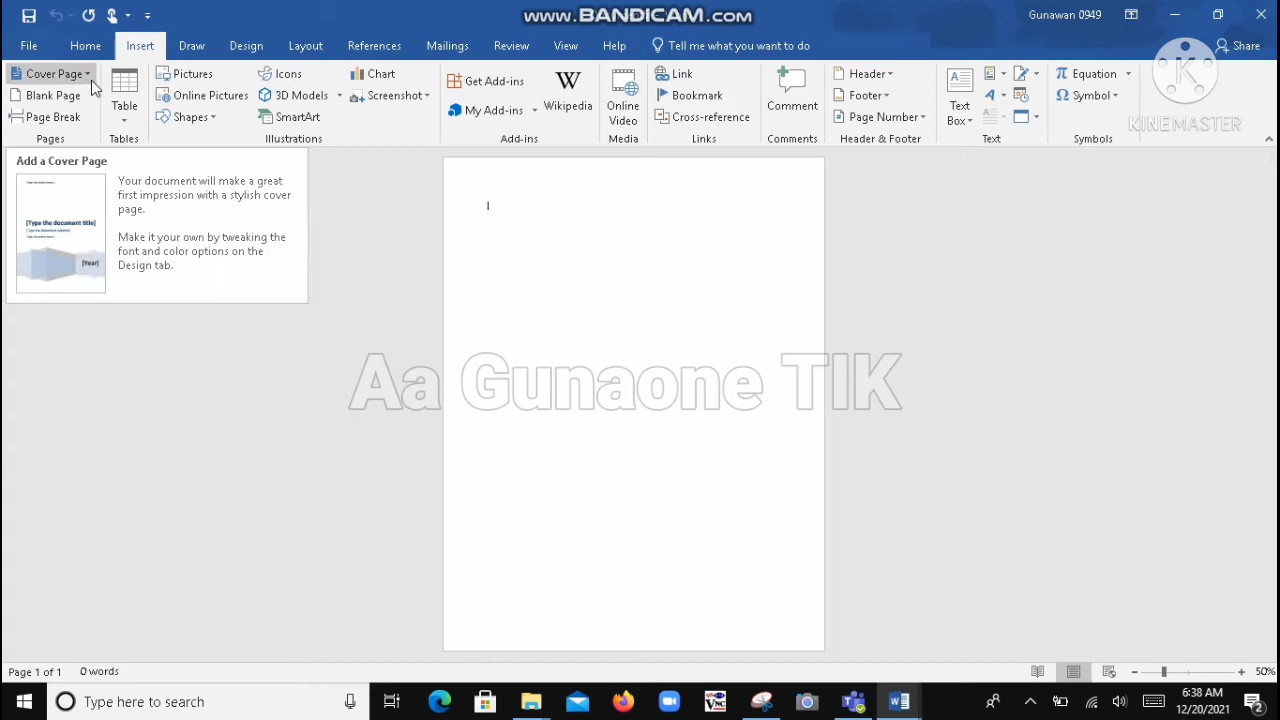 www.BANDICAM.com
Gunawan 0949
File
Home
Insert
Draw
Design
Layout
References
Mailings
Review
View
Help
Tell me what you want to do
Share
Cover Page
Blank Page
Page Break
Pages
Table
Tables
Pictures
Online Pictures
Shapes
Icons
3D Models
SmartArt
Chart
Screenshot
Illustrations
Get Add-ins
My Add-ins
W
Wikipedia
Add-ins
Online
Video
Media
Link
Bookmark
Cross-reference
Links
Comment
Comments
Header
Footer
Page Number
Header & Footer
A
Text
Box
Text
π Equation
Ω Symbol
Symbols
K
KINEMASTER
Add a Cover Page
[Type the document title]
[Year]
Your document will make a great
first impression with a stylish cover
page.
Make it your own by tweaking the
font and color options on the
Design tab.
Aa Gunaone TIK
Page 1 of 1
0 words
50%
Type here to search
6:38 AM
12/20/2021
2